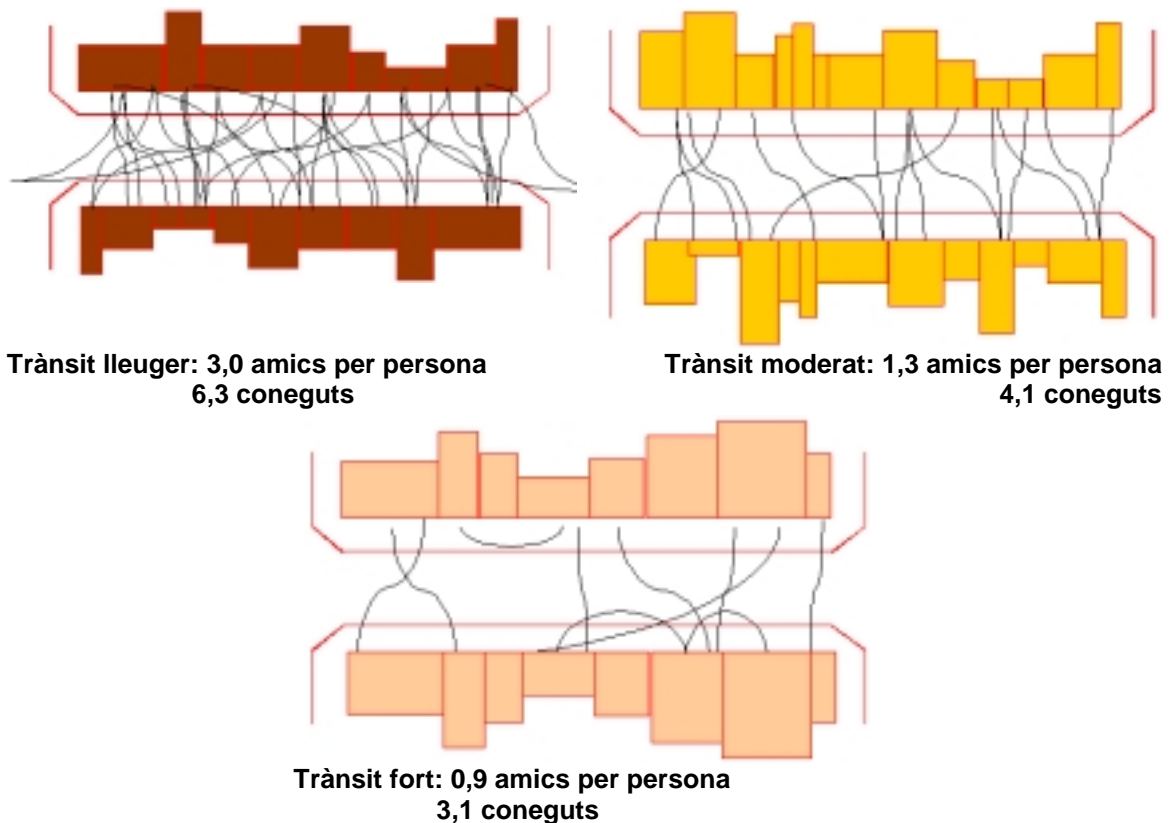 Trànsit lleuger: 3,0 amics per persona
6,3 coneguts
Trànsit moderat: 1,3 amics per persona
4,1 coneguts
Trànsit fort: 0,9 amics per persona
3,1 coneguts